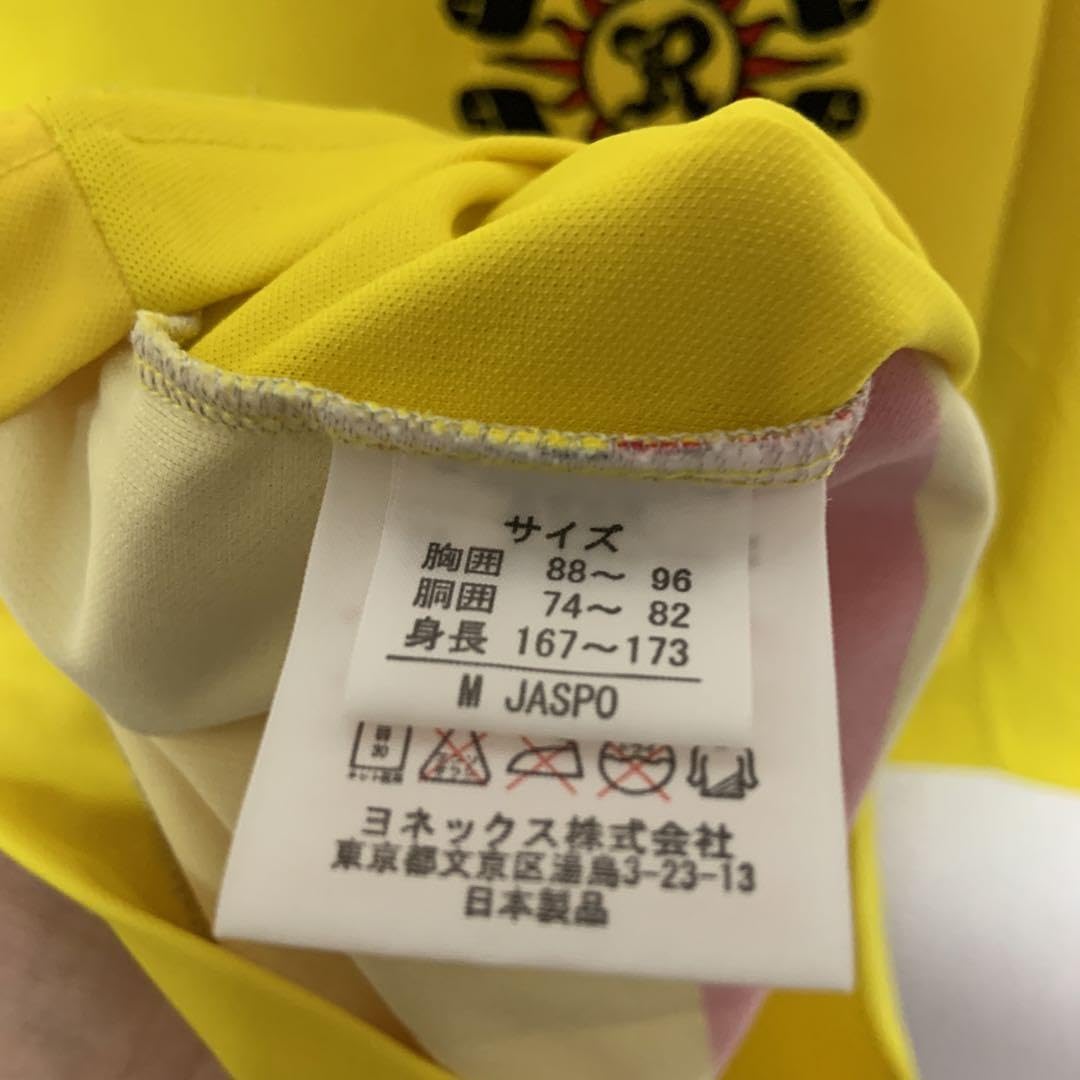 R
サイズ
胸囲 88〜 96
胴囲 74〜 82
身長 167〜173
M JASPO
30
ヨネックス株式会社
東京都文京区湯島3-23-13
日本製品